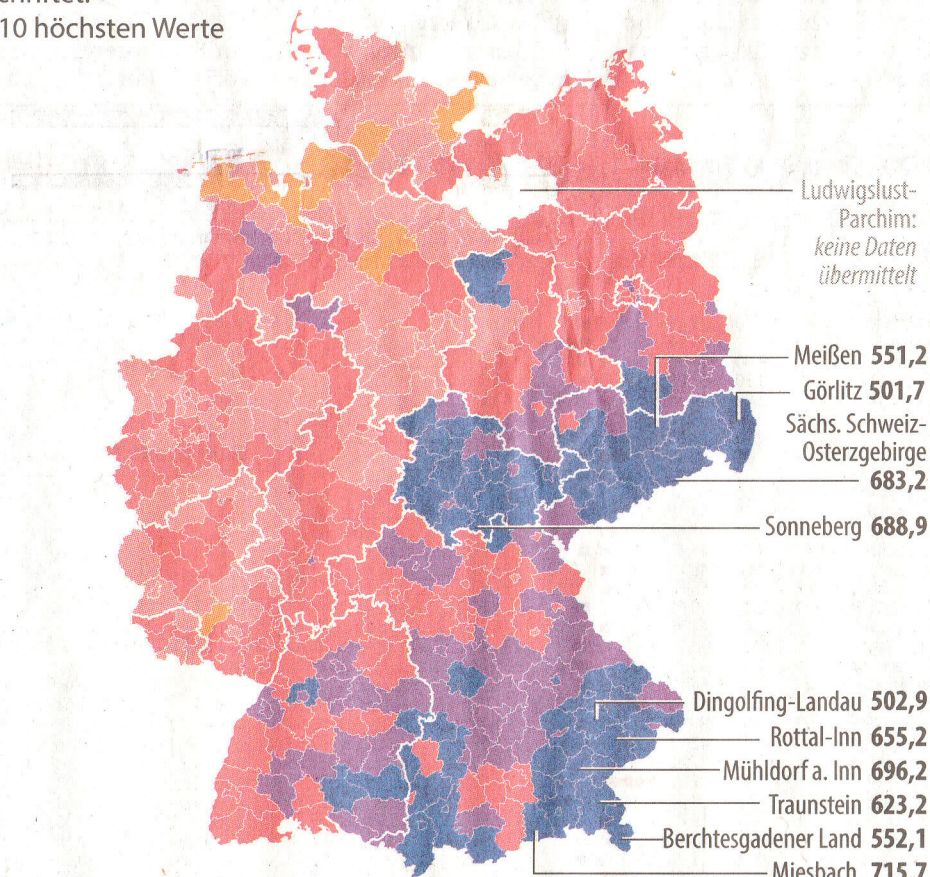 10 höchsten Werte
Ludwigslust-
Parchim:
keine Daten
übermittelt
Meißen 551,2
Görlitz 501,7
Sächs. Schweiz-
Osterzgebirge
683,2
Sonneberg 688,9
Dingolfing-Landau 502,9
Rottal-Inn 655,2
Mühldorf a. Inn 696,2
Traunstein 623,2
Berchtesgadener Land 552,1
Miesbach 715,7